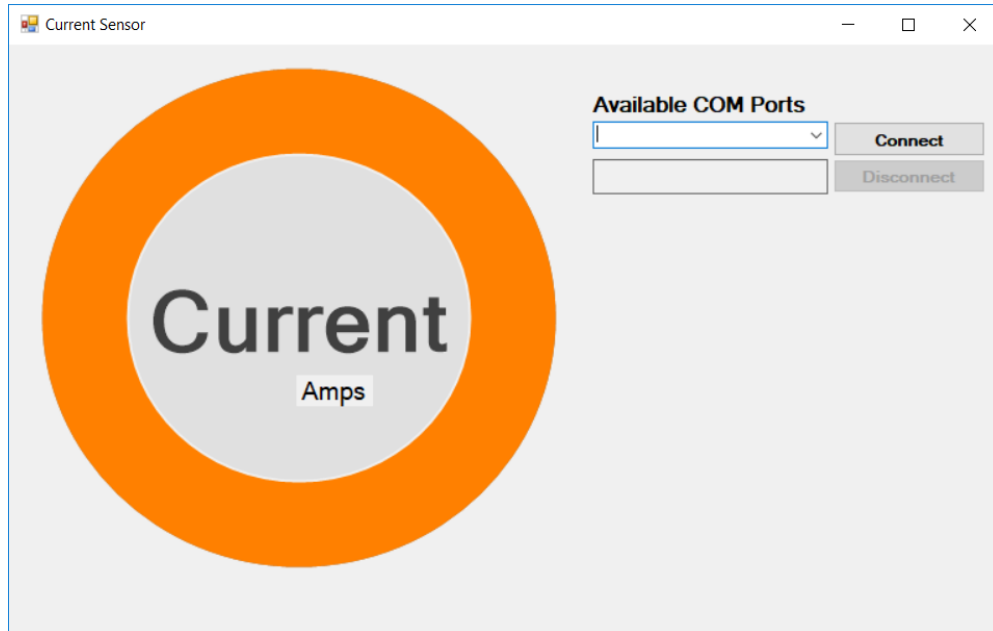 Current Sensor
Available COM Ports
Connect
Disconnect
Current
Amps